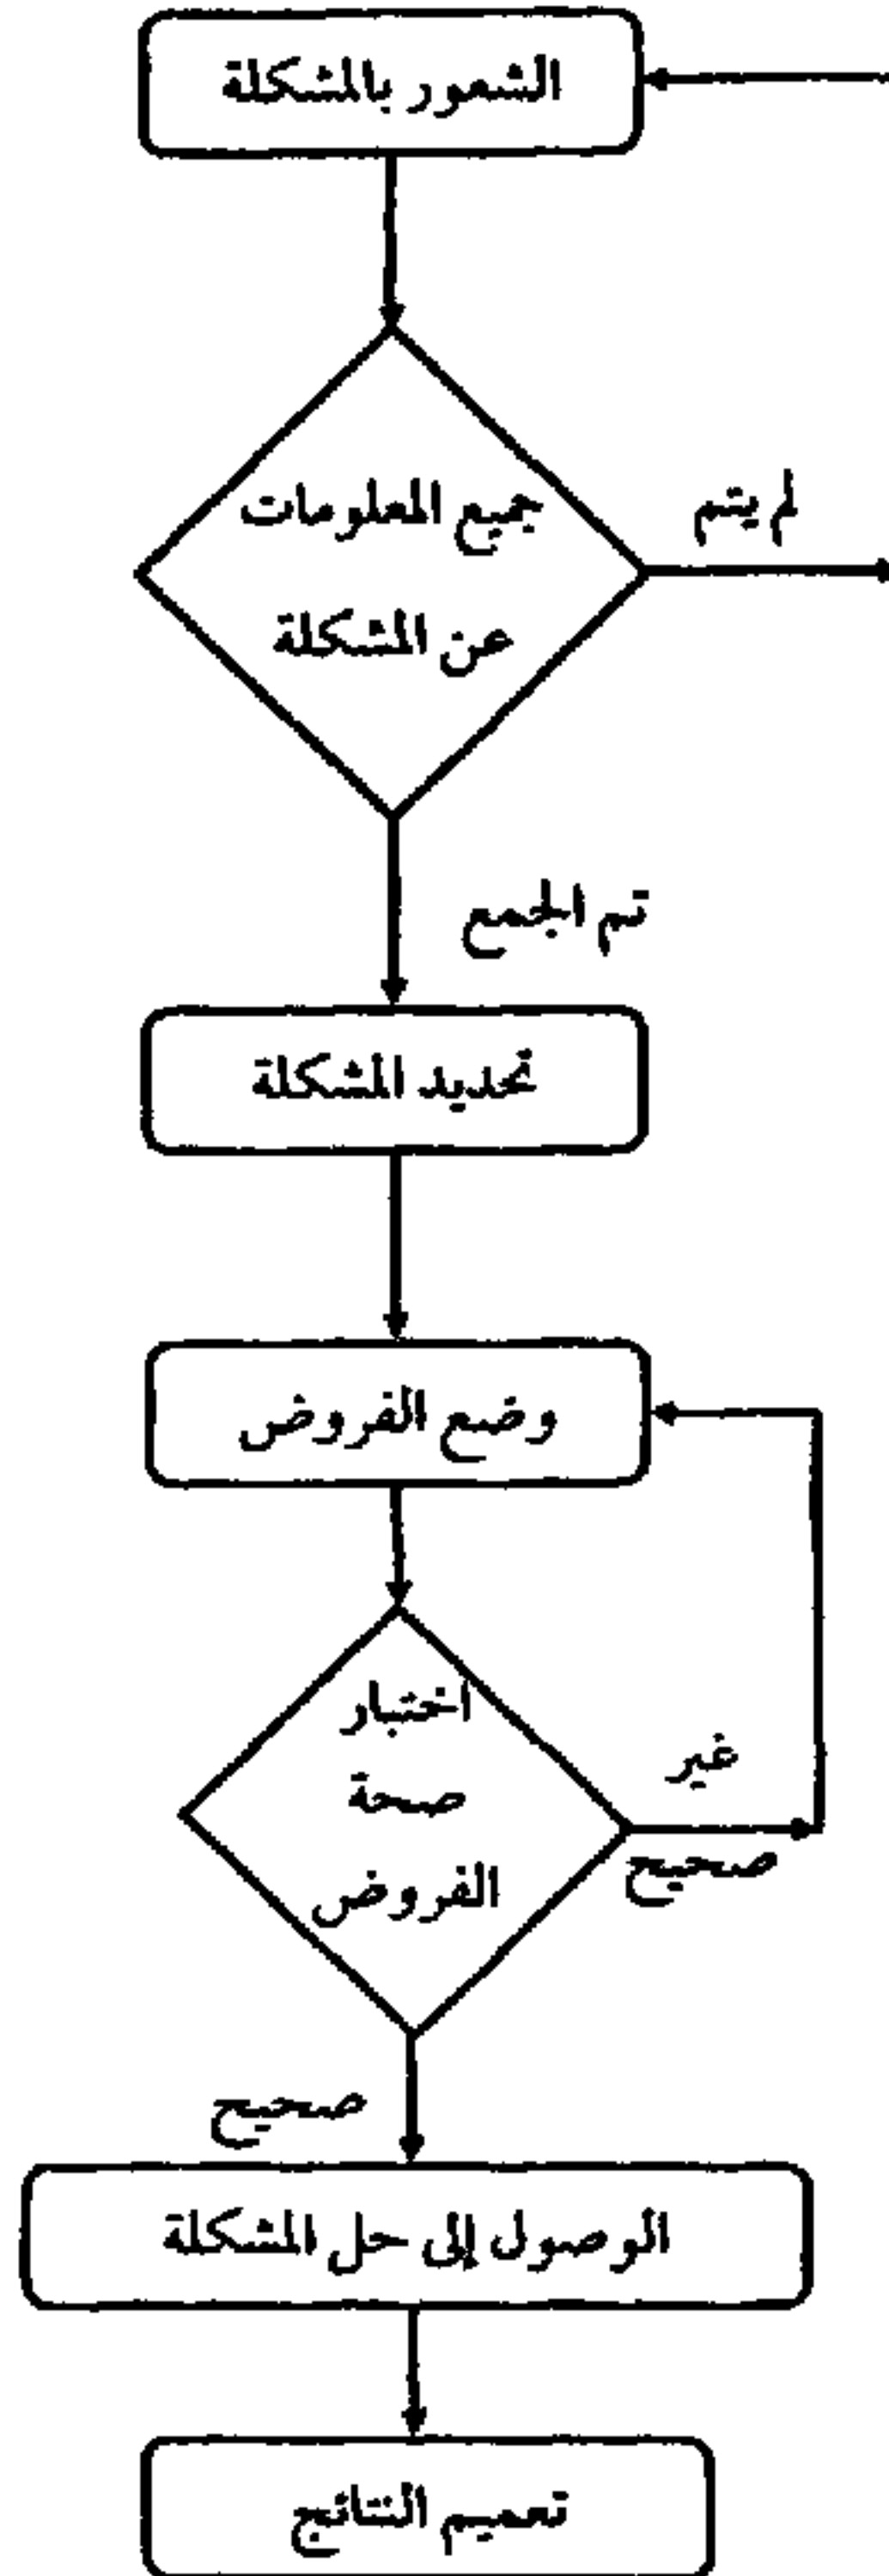 الشعور بالمشكلة
جميع المعلومات
عن المشكلة
لم يتم
تم الجمع
تحديد المشكلة
وضع الفروض
اختبار
صحة
الفروض
غير
صحيح
صحيح
الوصول إلى حل المشكلة
تعميم النتائج